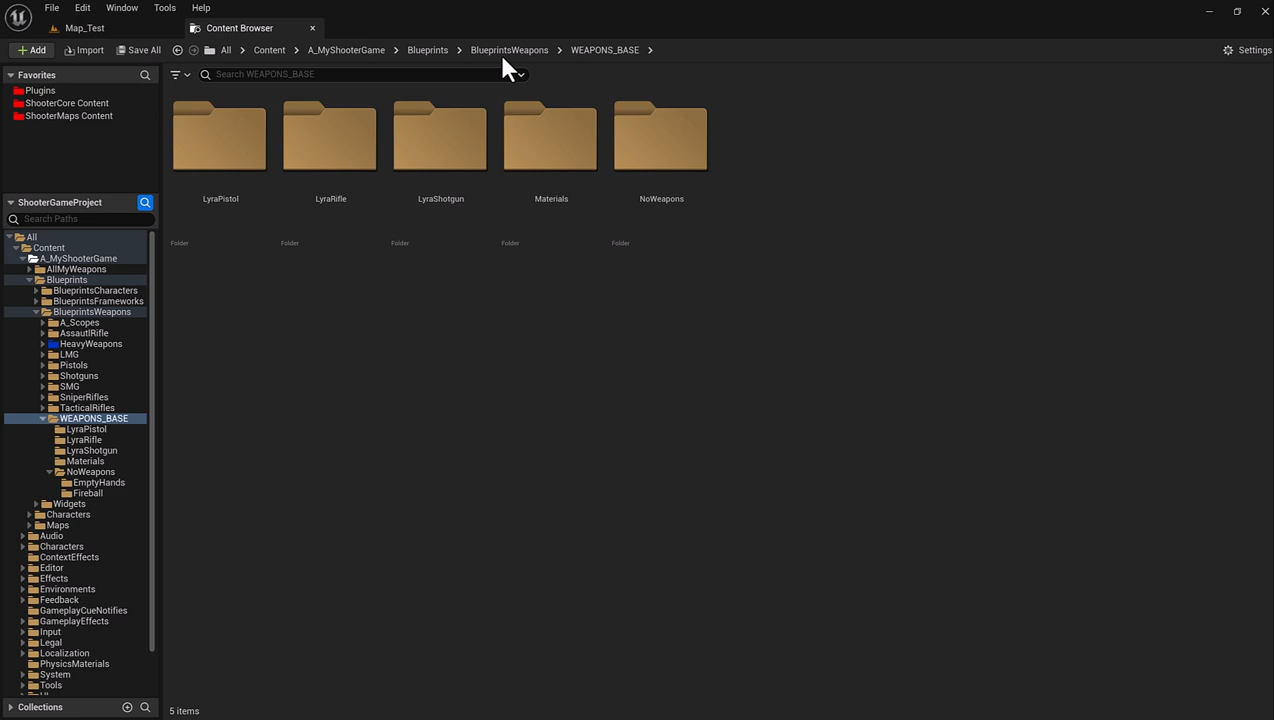 File Edit Window Tools Help
Map_Test
Content Browser
Add Import Save All All Content A_MyShooterGame Blueprints BlueprintsWeapons WEAPONS_BASE Settings
Favorites
Search WEAPONS_BASE
Plugins
ShooterCore Content
ShooterMaps Content
LyraPistol LyraRifle LyraShotgun Materials NoWeapons
Folder Folder Folder Folder Folder
ShooterGameProject
Search Paths
All
Content
A_MyShooterGame
AllMyWeapons
Blueprints
BlueprintsCharacters
BlueprintsFrameworks
BlueprintsWeapons
A_Scopes
AssautlRifle
HeavyWeapons
LMG
Pistols
Shotguns
SMG
SniperRifles
TacticalRifles
WEAPONS_BASE
LyraPistol
LyraRifle
LyraShotgun
Materials
NoWeapons
EmptyHands
Fireball
Widgets
Characters
Maps
Audio
Characters
ContextEffects
Editor
Effects
Environments
Feedback
GameplayCueNotifies
GameplayEffects
Input
Legal
Localization
PhysicsMaterials
System
Tools
Collections
5 items